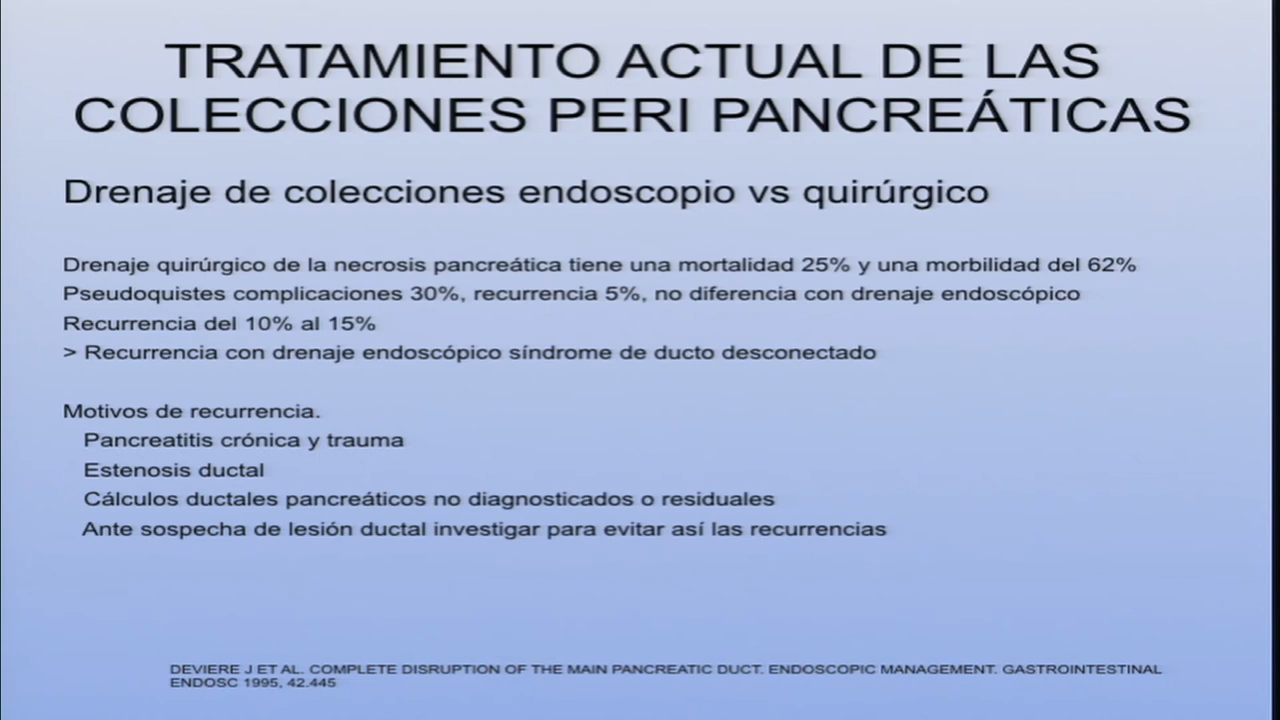 TRATAMIENTO ACTUAL DE LAS
COLECCIONES PERI PANCREÁTICAS
Drenaje de colecciones endoscopio vs quirúrgico
Drenaje quirúrgico de la necrosis pancreática tiene una mortalidad 25% y una morbilidad del 62%
Pseudoquistes complicaciones 30%, recurrencia 5%, no diferencia con drenaje endoscópico
Recurrencia del 10% al 15%
> Recurrencia con drenaje endoscópico síndrome de ducto desconectado
Motivos de recurrencia.
Pancreatitis crónica y trauma
Estenosis ductal
Cálculos ductales pancreáticos no diagnosticados o residuales
Ante sospecha de lesión ductal investigar para evitar así las recurrencias
DEVIERE J ET AL. COMPLETE DISRUPTION OF THE MAIN PANCREATIC DUCT. ENDOSCOPIC MANAGEMENT. GASTROINTESTINAL
ENDOSC 1995, 42.445